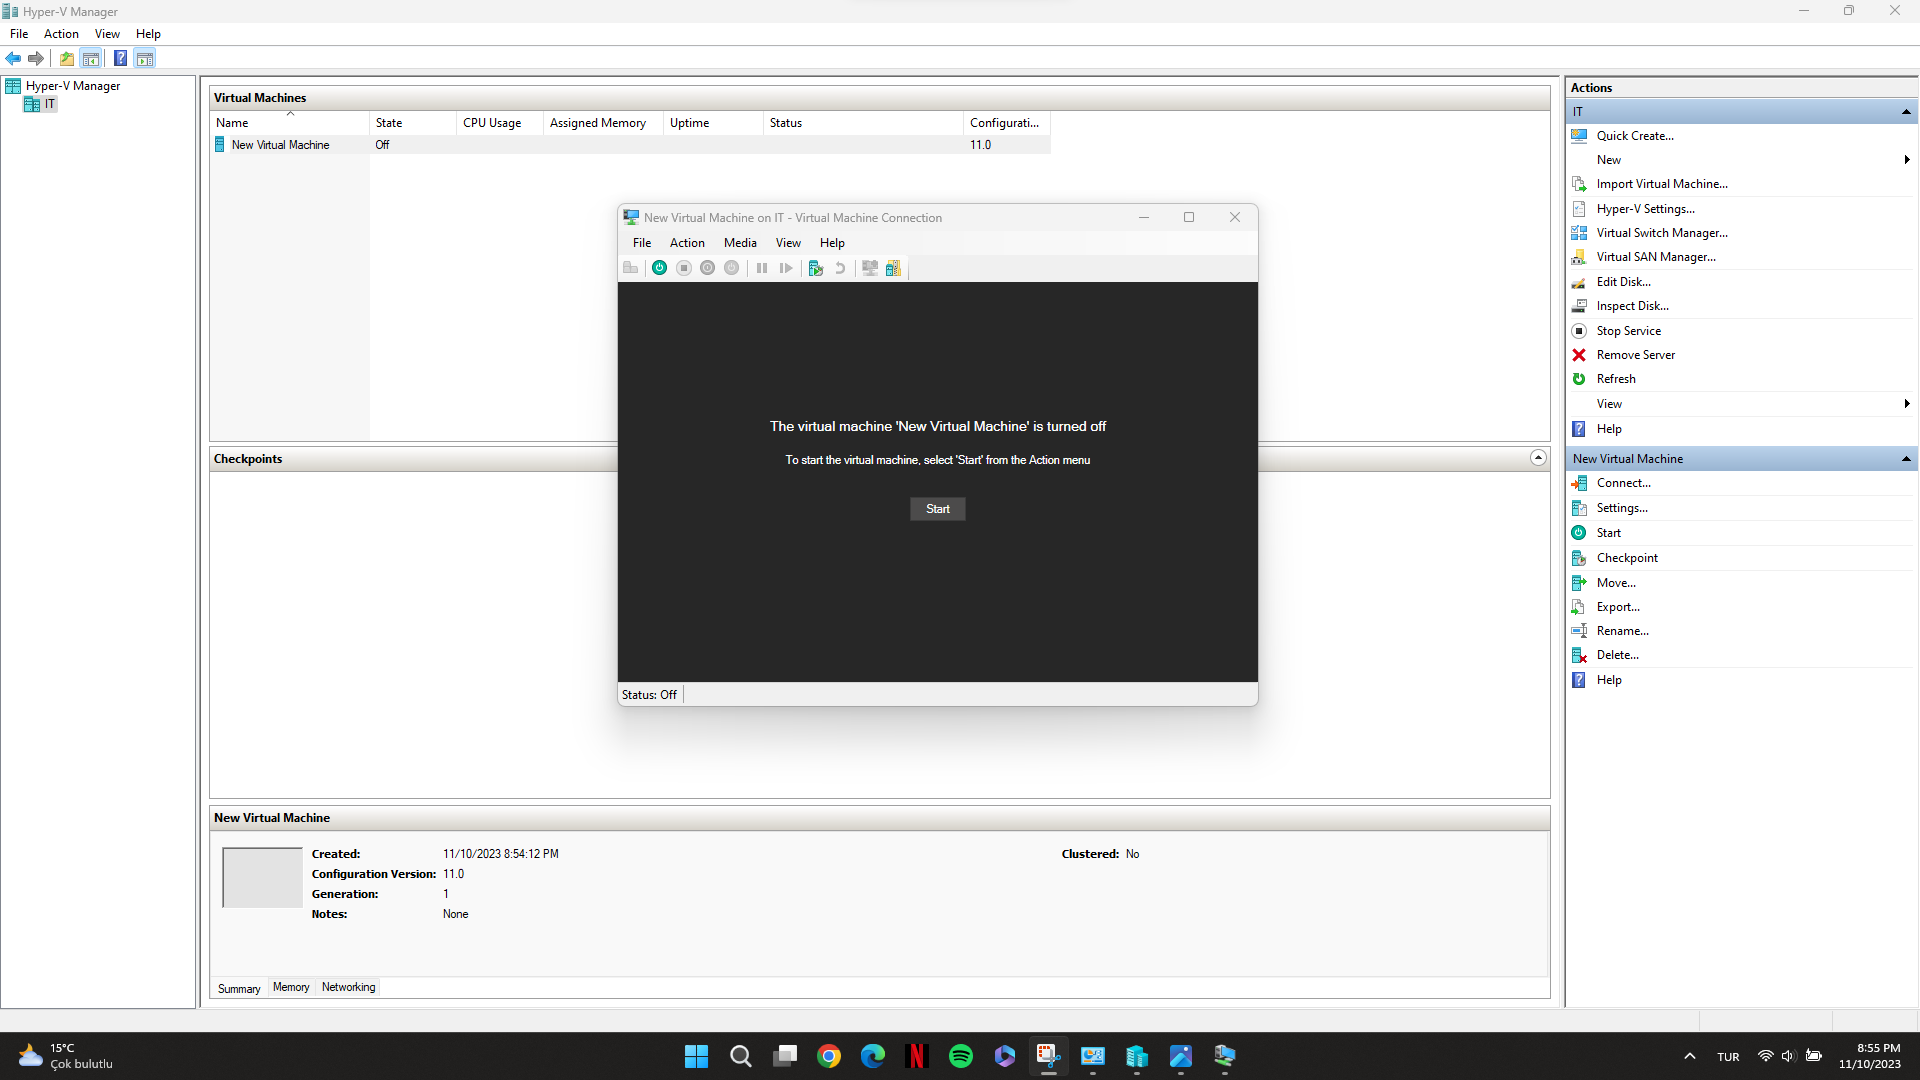 Hyper-V Manager
File Action View Help
Hyper-V Manager
IT
Virtual Machines
Name State CPU Usage Assigned Memory Uptime Status Configurati...
New Virtual Machine Off 11.0
New Virtual Machine on IT - Virtual Machine Connection
File Action Media View Help
The virtual machine 'New Virtual Machine' is turned off
To start the virtual machine, select 'Start' from the Action menu
Start
Status: Off
Checkpoints
New Virtual Machine
Created: 11/10/2023 8:54:12 PM Clustered: No
Configuration Version: 11.0
Generation: 1
Notes: None
Summary Memory Networking
Actions
IT
Quick Create...
New
Import Virtual Machine...
Hyper-V Settings...
Virtual Switch Manager...
Virtual SAN Manager...
Edit Disk...
Inspect Disk...
Stop Service
Remove Server
Refresh
View
Help
New Virtual Machine
Connect...
Settings...
Start
Checkpoint
Move...
Export...
Rename...
Delete...
Help
15°C
Çok bulutlu
TUR
8:55 PM
11/10/2023